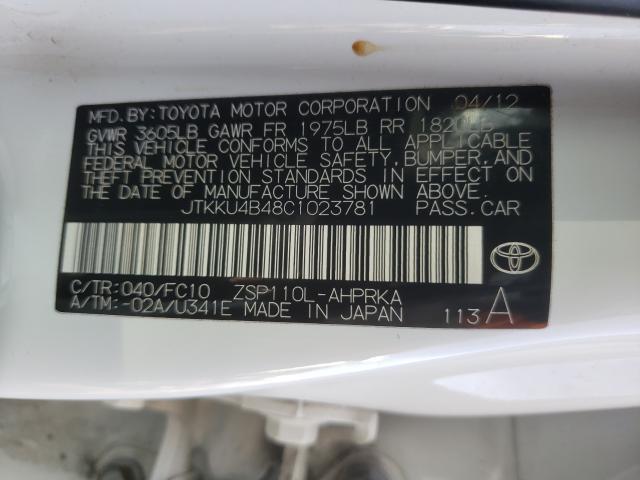 MFD.BY:TOYOTA MOTOR CORPORATION 04/12
GVWR 3605LB GAWR FR 1975LB RR 1820LB
THIS VEHICLE CONFORMS TO ALL APPLICABLE
FEDERAL MOTOR VEHICLE SAFETY,BUMPER,AND
THEFT PREVENTION STANDARDS IN EFFECT ON
THE DATE OF MANUFACTURE SHOWN ABOVE.
JTKKU4B48C1023781 PASS.CAR
C/TR:040/FC10 ZSP110L-AHPRKA
A/TM:-02A/U341E MADE IN JAPAN 113A